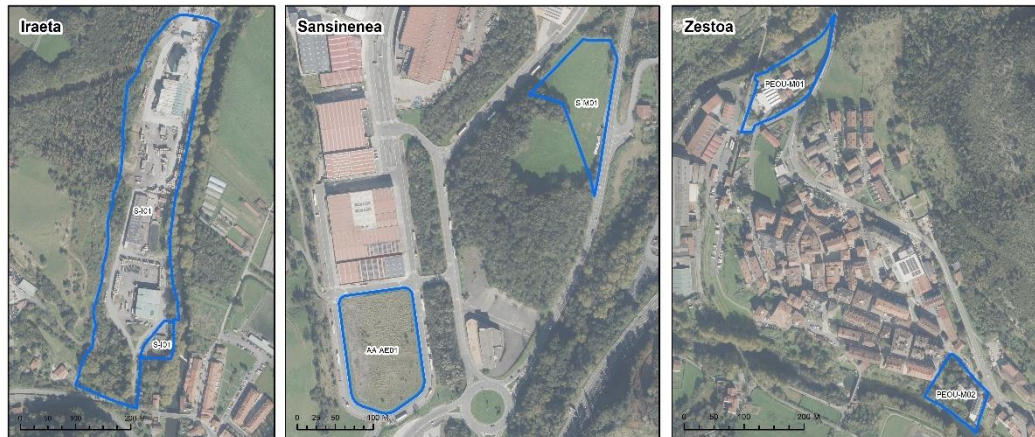 Iraeta
S-I01
S-I01
0 50 100 200 M
Sansinenea
S-M01
AA-AE01
0 25 50 100 M
Zestoa
PEOU-M01
PEOU-M02
0 50 100 200 M